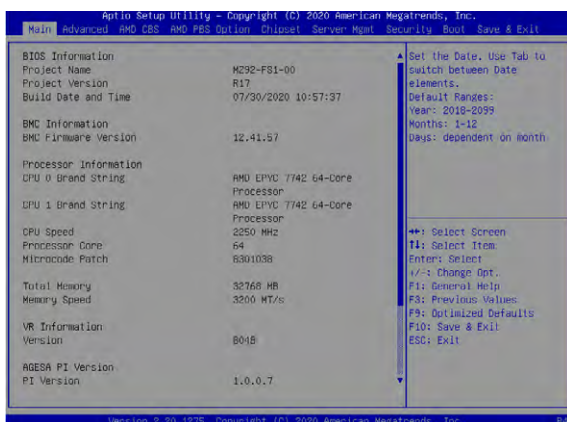 Aptio Setup Utility – Copyright (C) 2020 American Megatrends, Inc.
Main Advanced AMD CBS AMD PBS Option Chipset Server Mgmt Security Boot Save & Exit
BIOS Information
Project Name MZ92-FS1-00
Project Version R17
Build Date and Time 07/30/2020 10:57:37
BMC Information
BMC Firmware Version 12.41.57
Processor Information
CPU 0 Brand String AMD EPYC 7742 64-Core
Processor
CPU 1 Brand String AMD EPYC 7742 64-Core
Processor
CPU Speed 2250 MHz
Processor Core 64
Microcode Patch 8301038
Total Memory 32768 MB
Memory Speed 3200 MT/s
VR Information
Version 804B
AGESA PI Version
PI Version 1.0.0.7
Set the Date. Use Tab to
switch between Date
elements.
Default Ranges:
Year: 2018-2099
Months: 1-12
Days: dependent on month
→←: Select Screen
↑↓: Select Item
Enter: Select
+/-: Change Opt.
F1: General Help
F3: Previous Values
F9: Optimized Defaults
F10: Save & Exit
ESC: Exit
Version 2.20.1275. Copyright (C) 2020 American Megatrends, Inc.